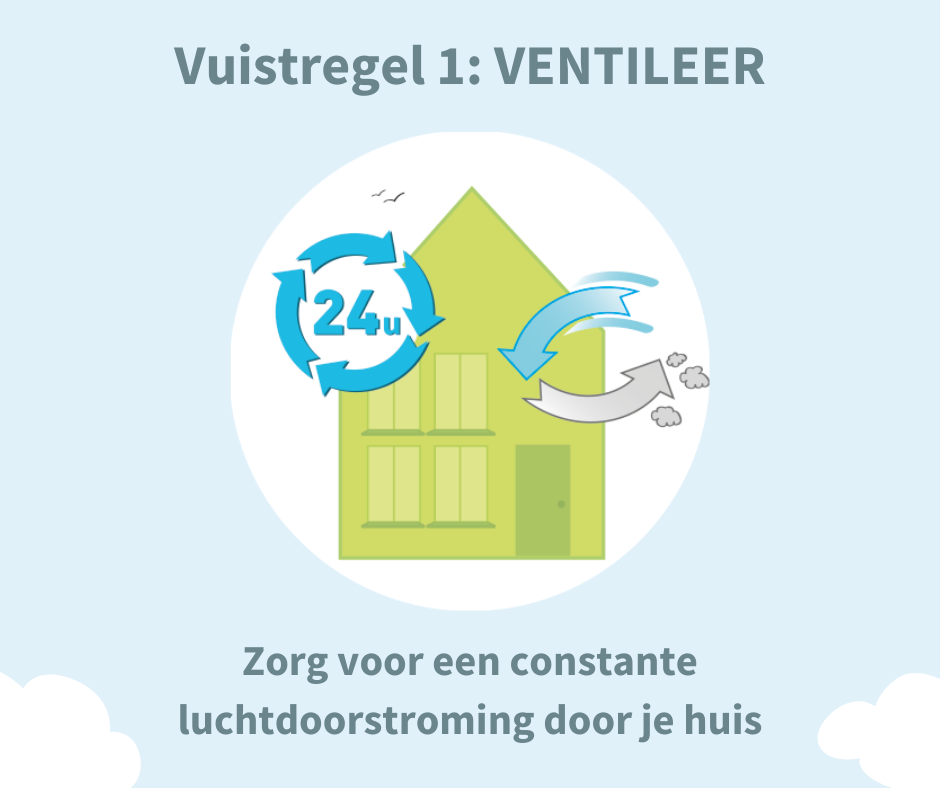 Vuistregel 1: VENTILEER
24u
Zorg voor een constante
luchtdoorstroming door je huis